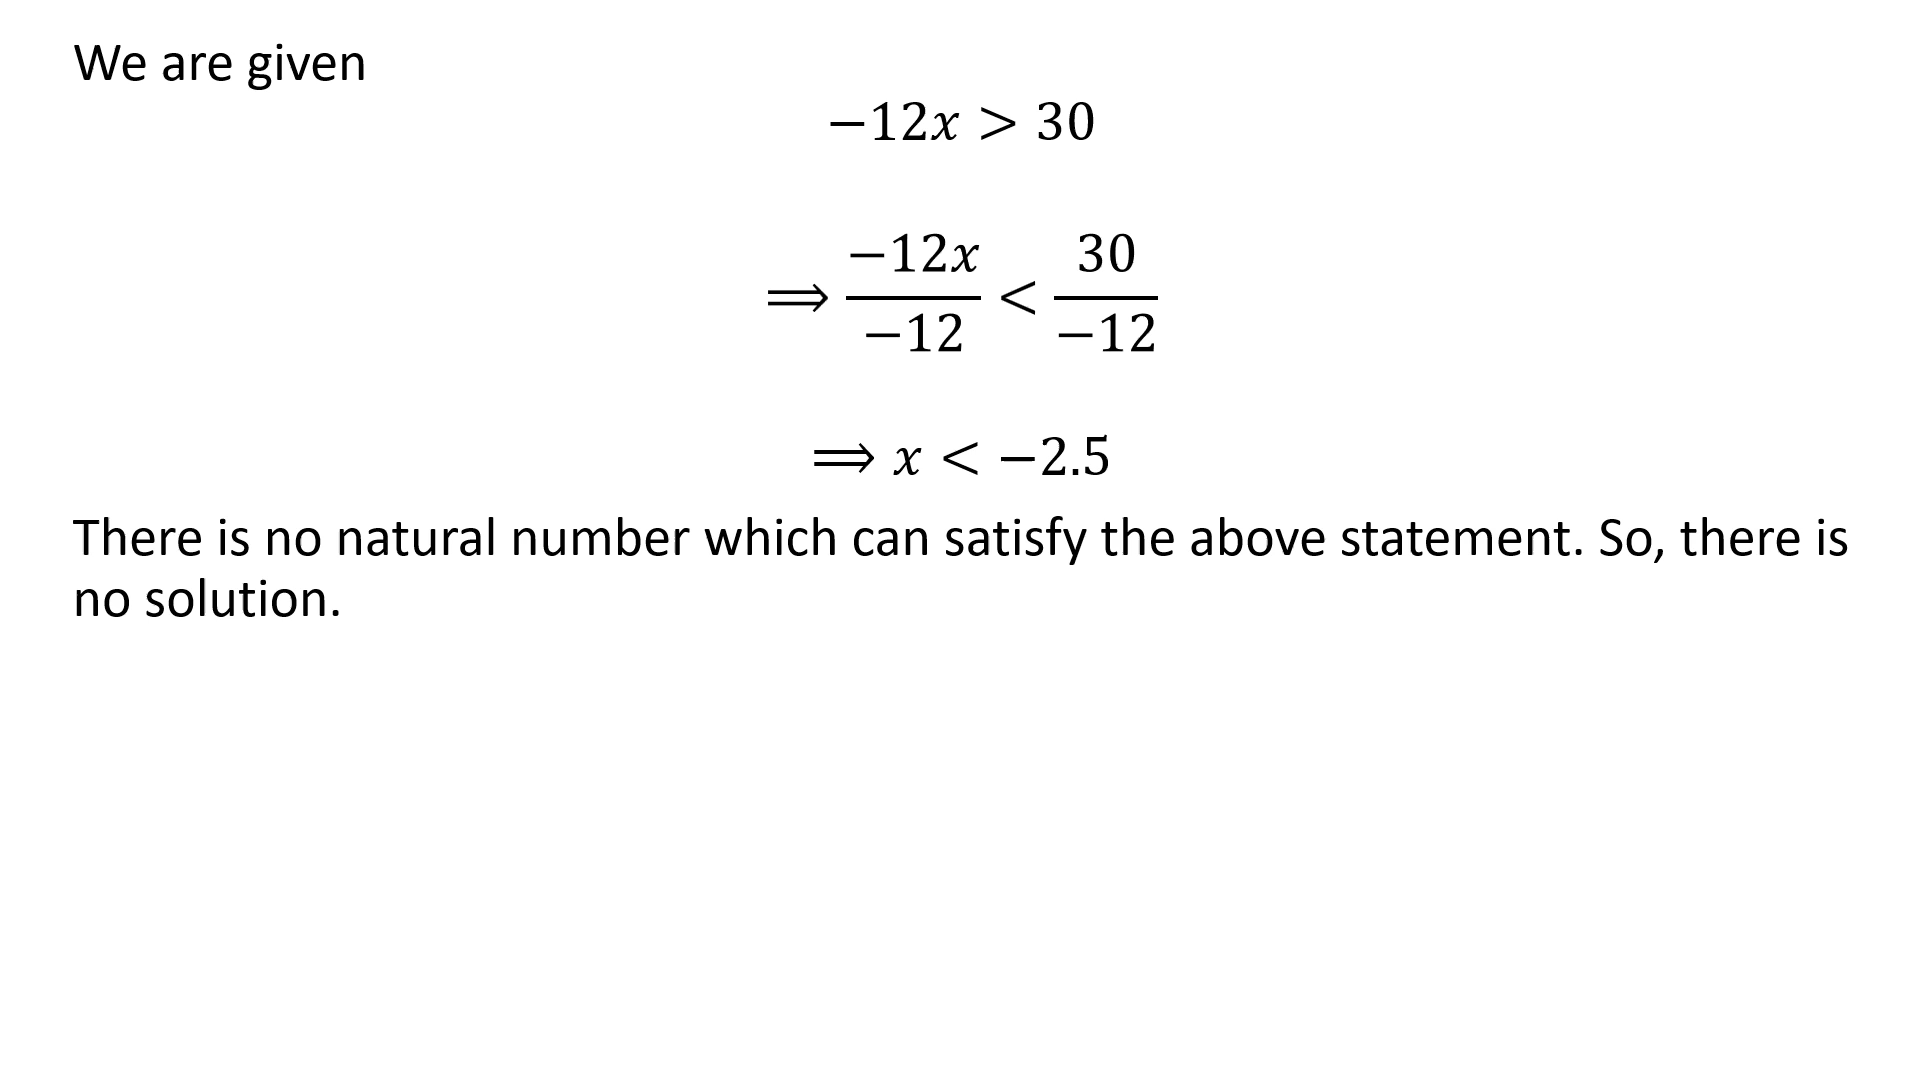 We are given
−12𝑥 > 30
⟹ −12𝑥/−12 < 30/−12
⟹ 𝑥 < −2.5
There is no natural number which can satisfy the above statement. So, there is
no solution.